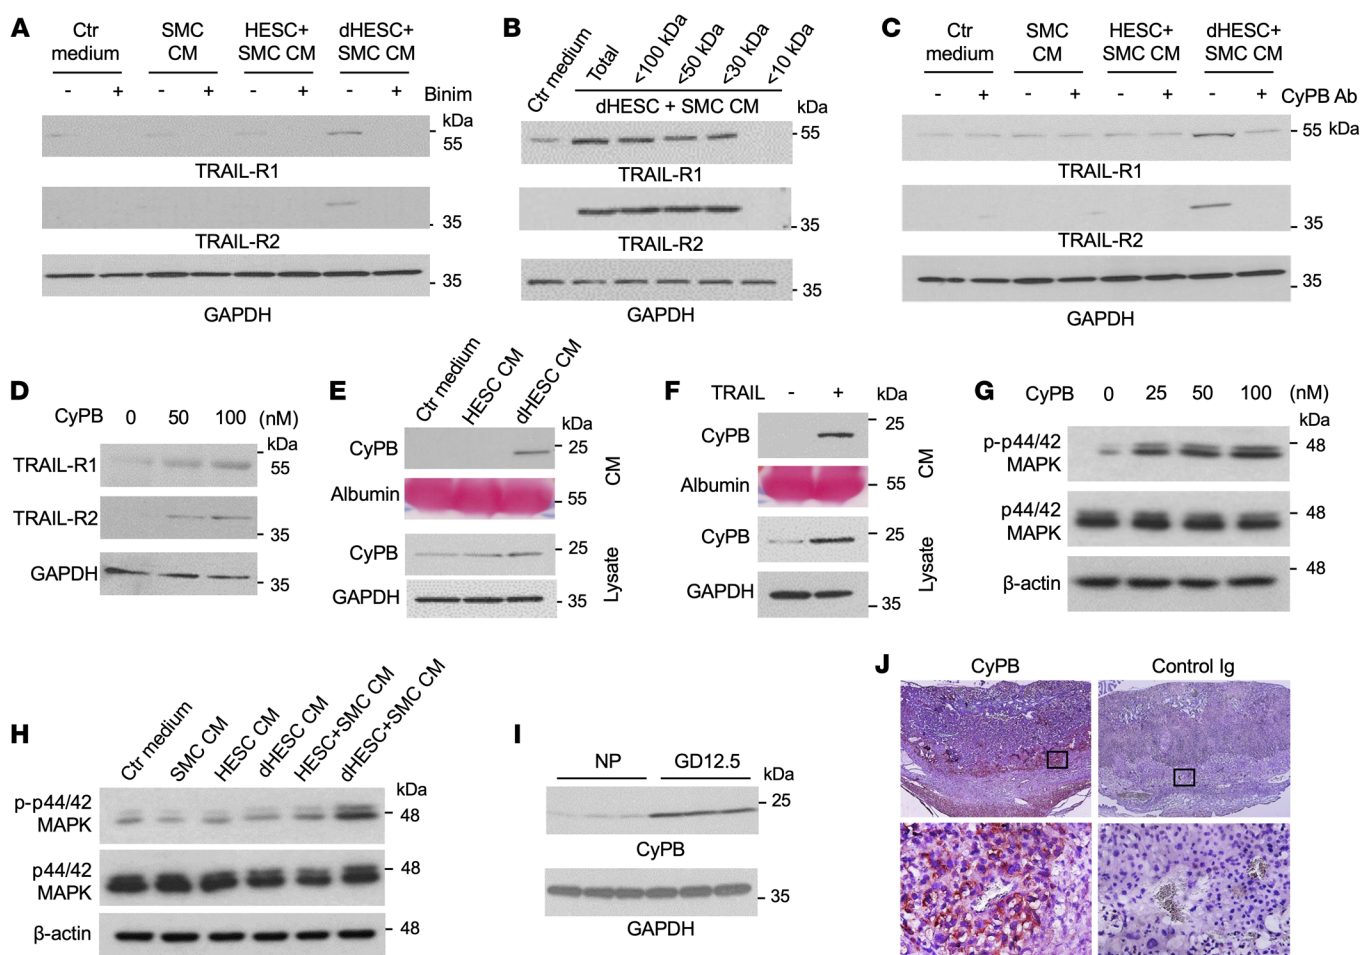 A
Ctr medium
SMC CM
HESC+ SMC CM
dHESC+ SMC CM
- + - + - + - + Binim
kDa
55
TRAIL-R1
35
TRAIL-R2
35
GAPDH
B
Ctr medium
Total
<100 kDa
<50 kDa
<30 kDa
<10 kDa
dHESC + SMC CM
kDa
55
TRAIL-R1
35
TRAIL-R2
35
GAPDH
C
Ctr medium
SMC CM
HESC+ SMC CM
dHESC+ SMC CM
- + - + - + - + CyPB Ab
55 kDa
TRAIL-R1
35
TRAIL-R2
35
GAPDH
D
CyPB 0 50 100 (nM)
kDa
TRAIL-R1 55
TRAIL-R2 35
GAPDH 35
E
Ctr medium
HESC CM
dHESC CM
kDa
CyPB 25
CM
Albumin 55
CyPB 25
Lysate
GAPDH 35
F
TRAIL - + kDa
CyPB 25
CM
Albumin 55
CyPB 25
Lysate
GAPDH 35
G
CyPB 0 25 50 100 (nM)
kDa
p-p44/42 MAPK 48
p44/42 MAPK 48
β-actin 48
H
Ctr medium
SMC CM
HESC CM
dHESC CM
HESC+SMC CM
dHESC+SMC CM
kDa
p-p44/42 MAPK 48
p44/42 MAPK 48
β-actin 48
I
NP GD12.5
kDa
25
CyPB
35
GAPDH
J
CyPB Control Ig